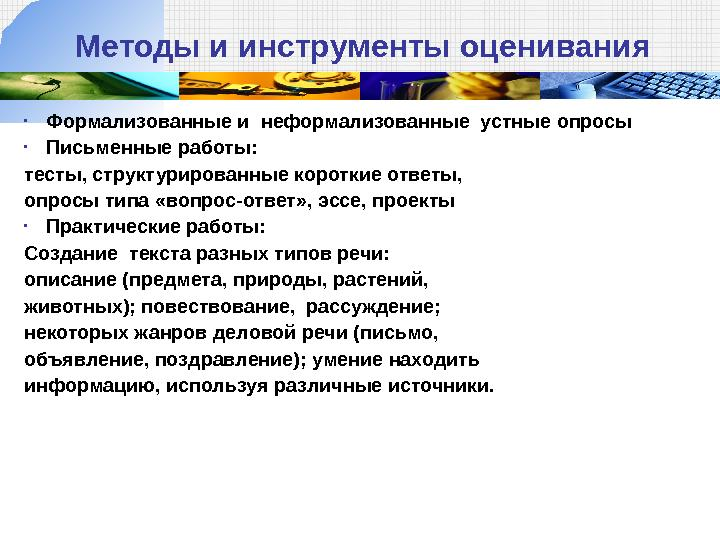 Методы и инструменты оценивания
· Формализованные и неформализованные устные опросы
· Письменные работы:
тесты, структурированные короткие ответы,
опросы типа «вопрос-ответ», эссе, проекты
· Практические работы:
Создание текста разных типов речи:
описание (предмета, природы, растений,
животных); повествование, рассуждение;
некоторых жанров деловой речи (письмо,
объявление, поздравление); умение находить
информацию, используя различные источники.